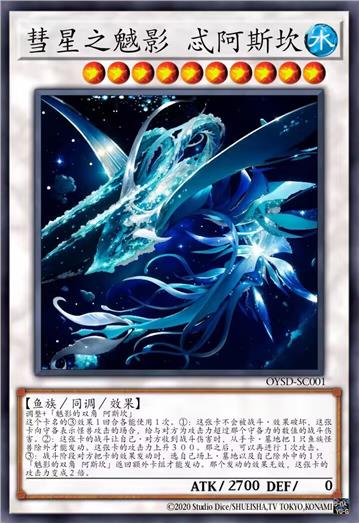 彗星之魊影 忒阿斯坎
水
OYSD-SC001
【鱼族／同调／效果】
调整+「魊影的双角 阿斯坎」
这个卡名的③效果1回合各能使用1次。①：这张卡不会被战斗·效果破坏，这张
卡向守备表示怪兽攻击的场合，给与对方为攻击力超过那个守备力的数值的战斗伤
害。②：这张卡的战斗让自己·对方收到战斗伤害时，从手卡·墓地把1只鱼族怪
兽除外才能发动。这张卡的攻击力上升300。那之后，可以再进行1次攻击。
③：战斗阶段对方把卡的效果发动时，选自己场上·墓地以及自己除外中的1只
「魊影的双角 阿斯坎」返回额外卡组才能发动。那个发动的效果无效，这张卡的
攻击力变成2倍。
ATK/2700 DEF/ 0
©2020 Studio Dice/SHUEISHA,TV TOKYO,KONAMI